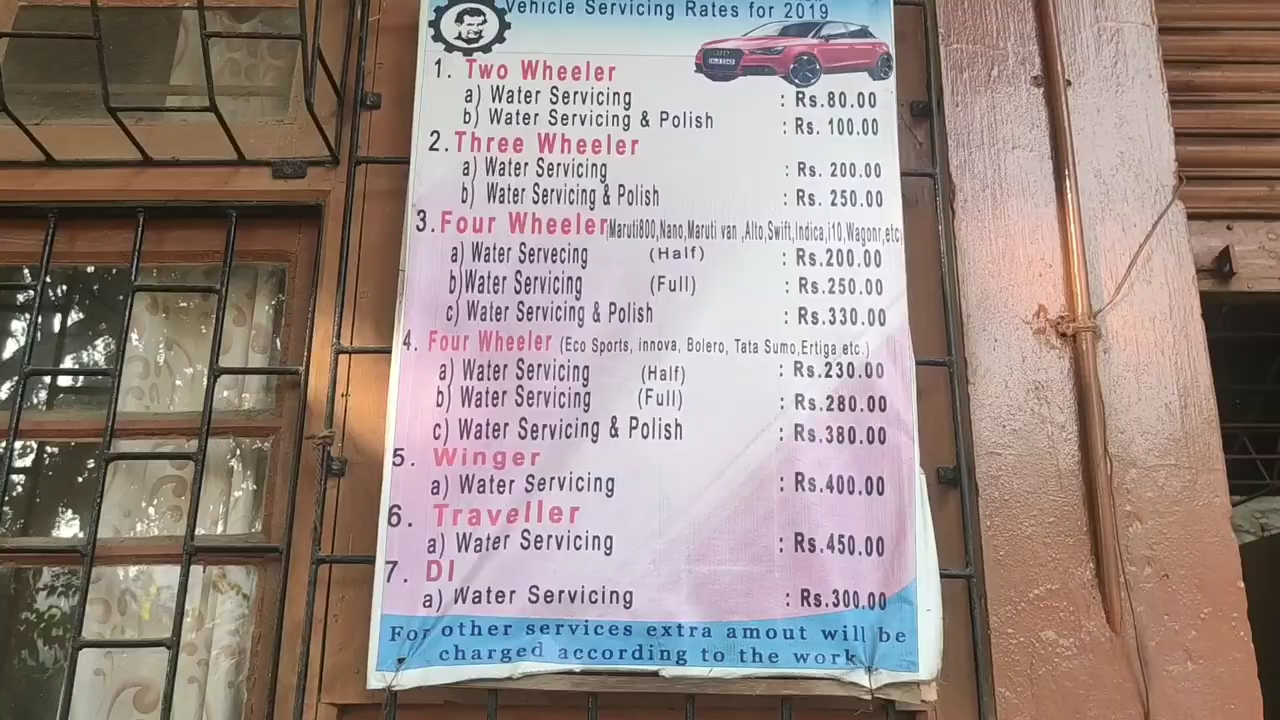 Vehicle Servicing Rates for 2019
1. Two Wheeler
a) Water Servicing : Rs.80.00
b) Water Servicing & Polish : Rs. 100.00
2. Three Wheeler
a) Water Servicing : Rs. 200.00
b) Water Servicing & Polish : Rs. 250.00
3. Four Wheeler (Maruti800,Nano,Maruti van ,Alto,Swift,Indica,i10,Wagonr,etc)
a) Water Servecing (Half) : Rs.200.00
b)Water Servicing (Full) : Rs.250.00
c) Water Servicing & Polish : Rs.330.00
4. Four Wheeler (Eco Sports, innova, Bolero, Tata Sumo,Ertiga etc.)
a) Water Servicing (Half) : Rs.230.00
b) Water Servicing (Full) : Rs.280.00
c) Water Servicing & Polish : Rs.380.00
5. Winger
a) Water Servicing : Rs.400.00
6. Traveller
a) Water Servicing : Rs.450.00
7. DI
a) Water Servicing : Rs.300.00
For other services extra amout will be
charged according to the work